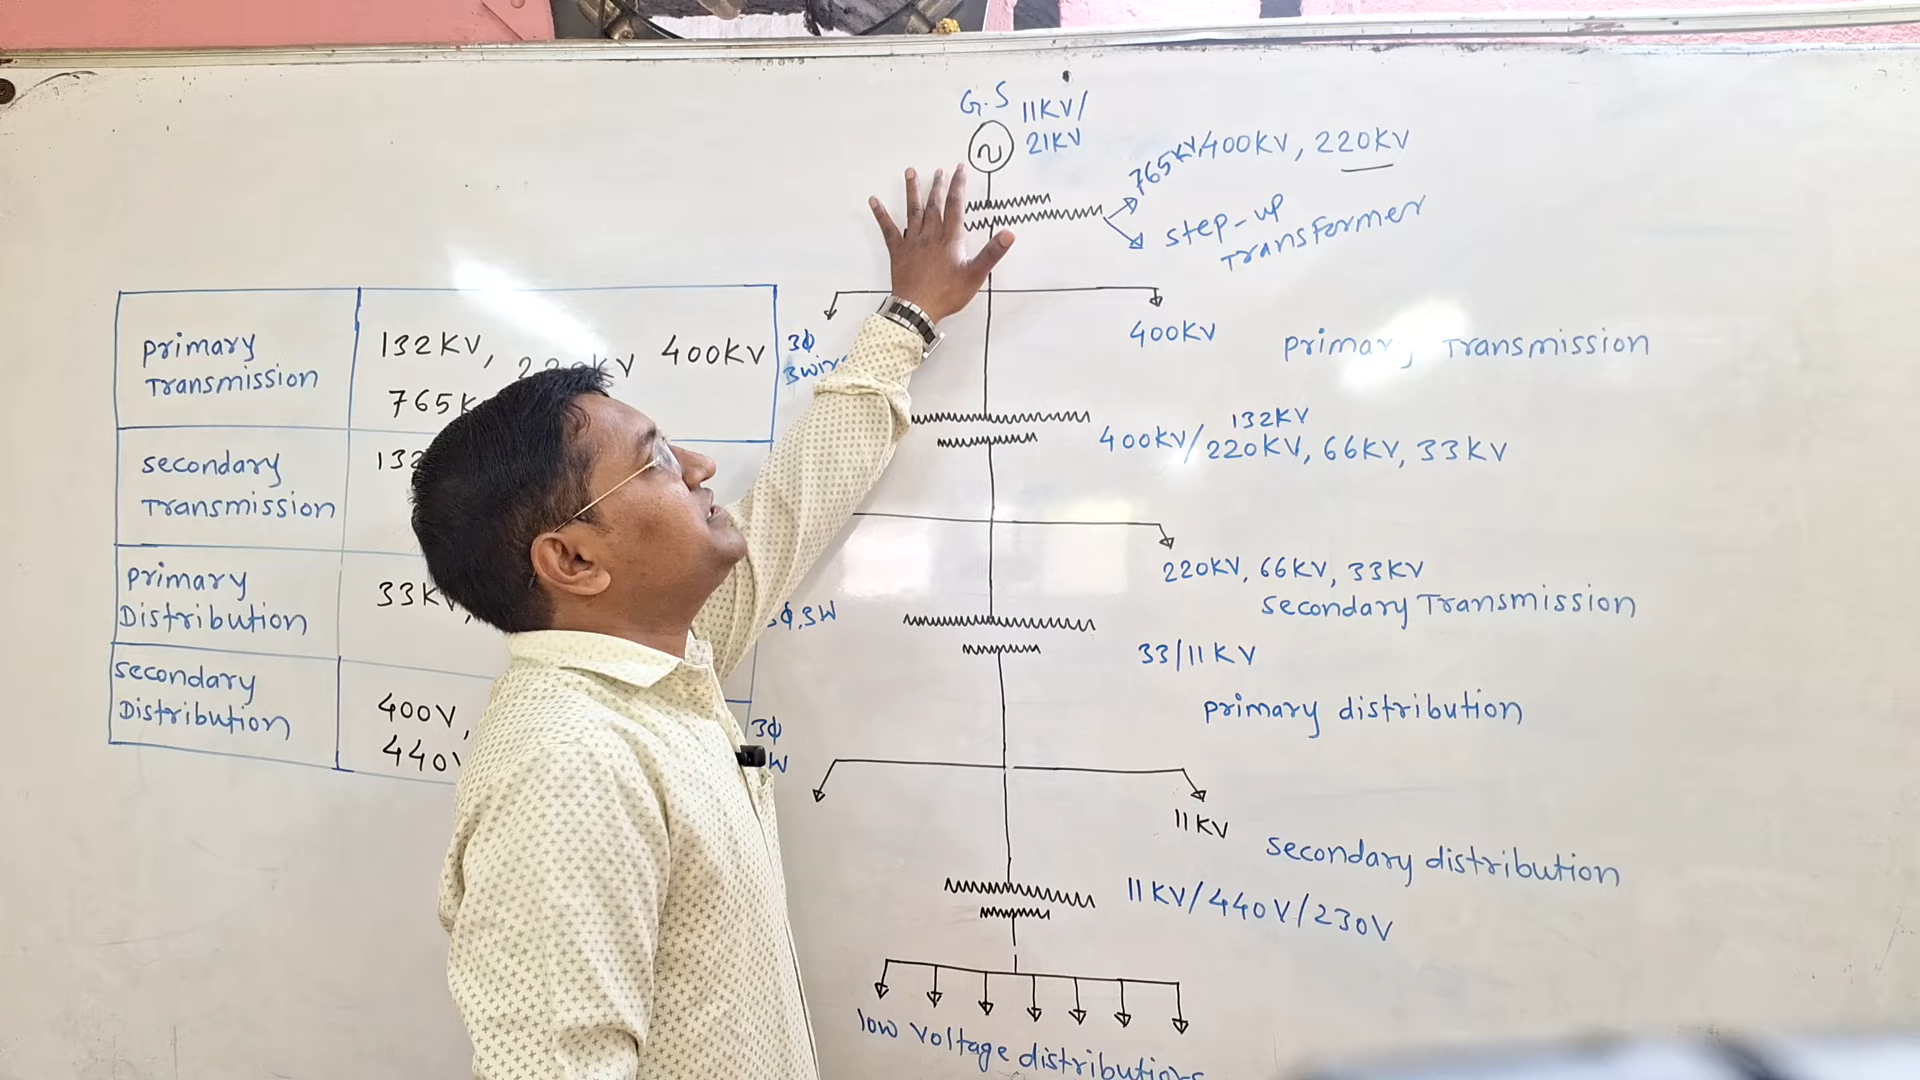 G.S 11KV/
21KV
765KV/400KV, 220KV
step-up
Transformer
primary
Transmission
132KV, 400KV
765K
secondary
Transmission
132
primary
Distribution
33KV,
secondary
Distribution
400V,
440V
3ϕ
3wire
3ϕ
400KV
primary Transmission
132KV
400KV/220KV, 66KV, 33KV
220KV, 66KV, 33KV
secondary Transmission
33/11KV
primary distribution
11KV
secondary distribution
11KV/440V/230V
low voltage distributions